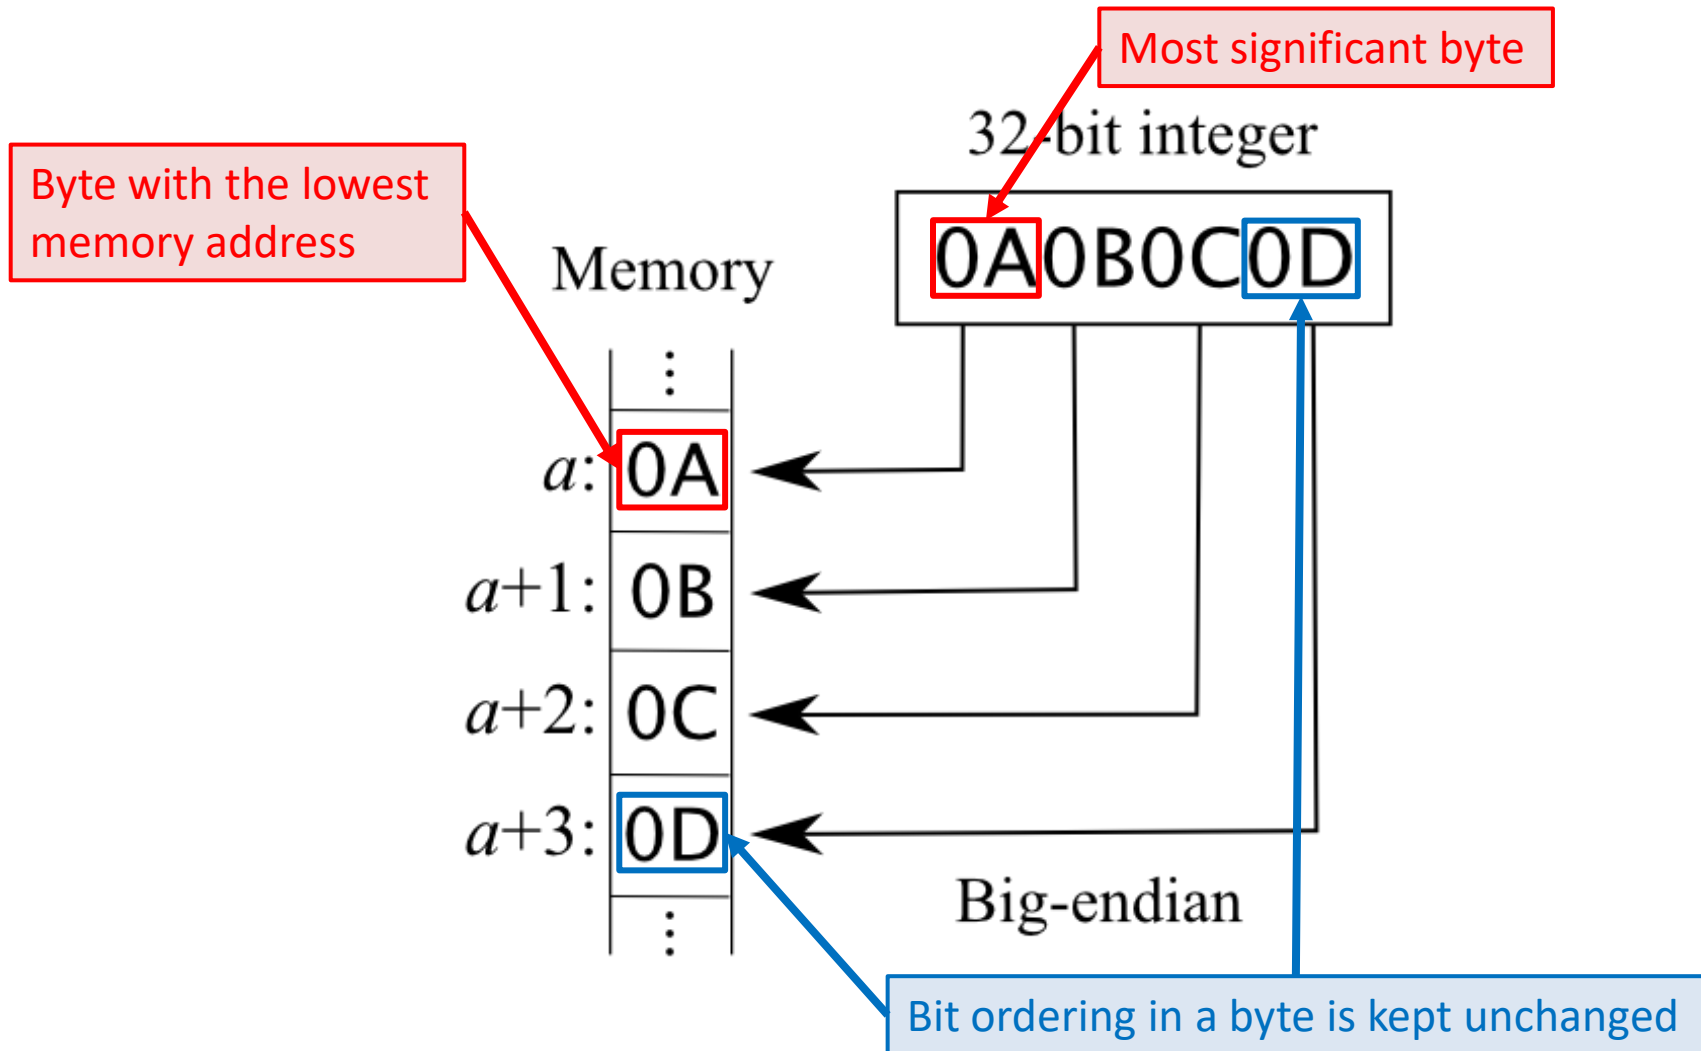 Most significant byte
32-bit integer
Byte with the lowest
memory address
0A0B0C0D
Memory
⋮
a: 0A
a+1: 0B
a+2: 0C
a+3: 0D
Big-endian
⋮
Bit ordering in a byte is kept unchanged